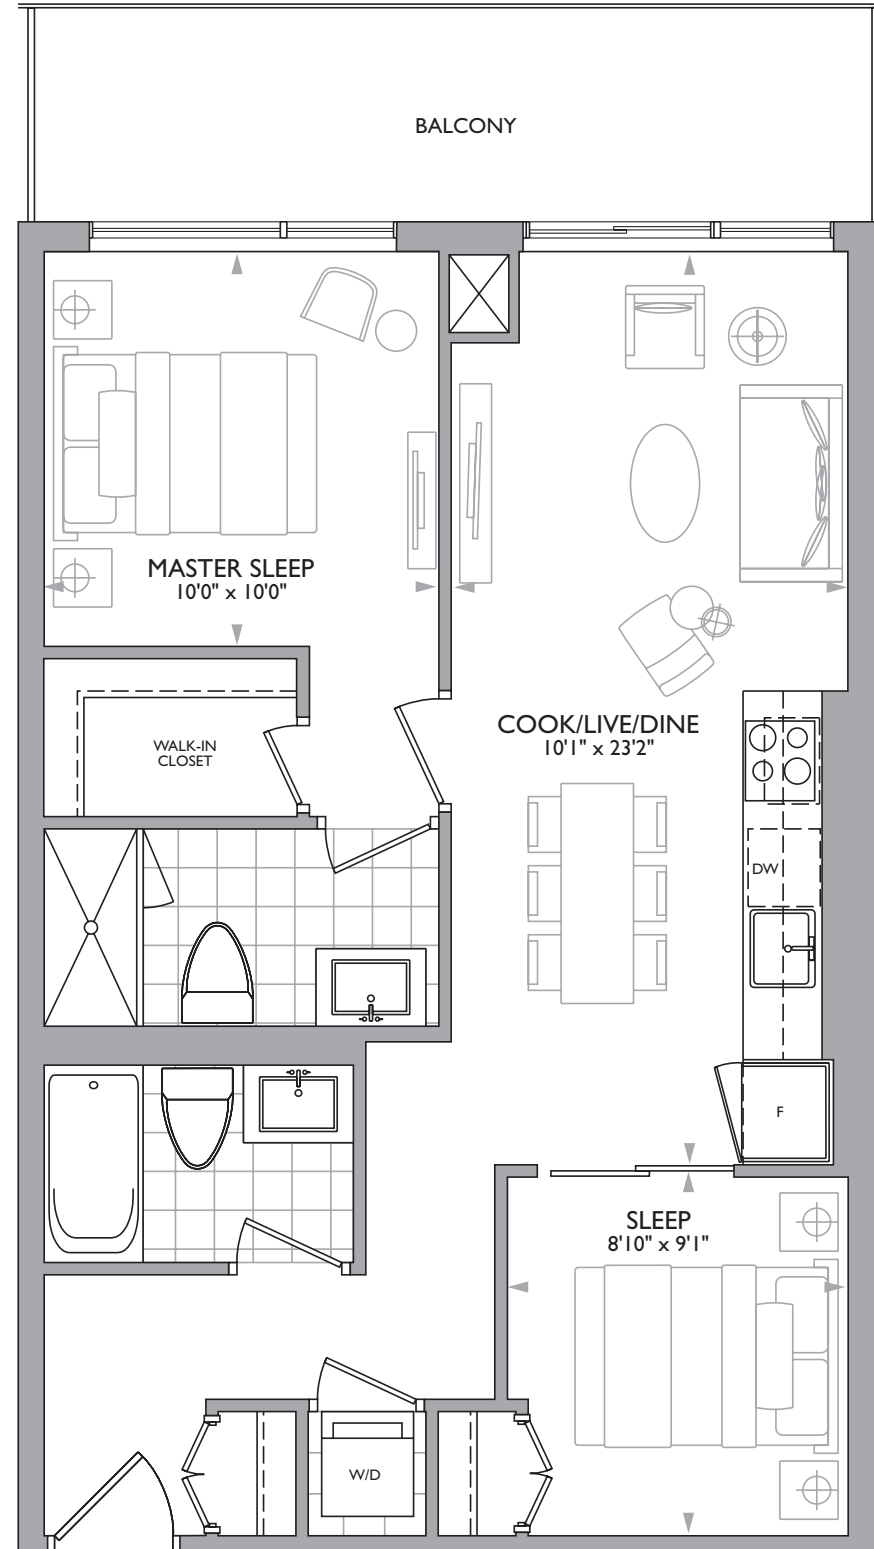 BALCONY
MASTER SLEEP
10'0" x 10'0"
WALK-IN
CLOSET
COOK/LIVE/DINE
10'1" x 23'2"
DW
F
SLEEP
8'10" x 9'1"
W/D